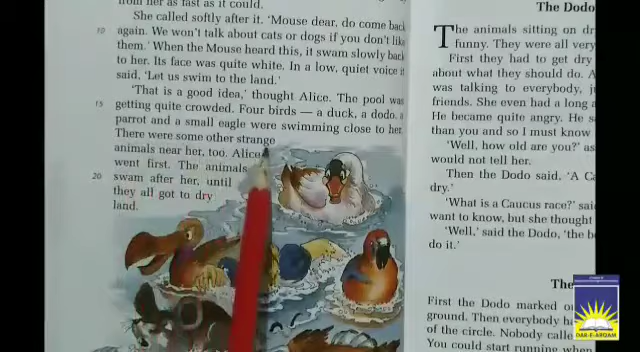 from her as fast as it could.
She called softly after it. 'Mouse dear, do come back
10 again. We won't talk about cats or dogs if you don't like
them.' When the Mouse heard this, it swam slowly back
to her. Its face was quite white. In a low, quiet voice it
said, 'Let us swim to the land.'
'That is a good idea,' thought Alice. The pool was
15 getting quite crowded. Four birds — a duck, a dodo, a
parrot and a small eagle were swimming close to her.
There were some other strange
animals near her, too. Alice
went first. The animals
20 swam after her, until
they all got to dry
land.
The Dodo
The animals sitting on dr
funny. They were all very
First they had to get dry
about what they should do. A
was talking to everybody, ju
friends. She even had a long a
He became quite angry. He s
than you and so I must know
'Well, how old are you?' as
would not tell her.
Then the Dodo said, 'A Ca
dry.'
'What is a Caucus race?' sai
want to know, but she thought
'Well,' said the Dodo, 'the b
do it.'
The
First the Dodo marked o
ground. Then everybody ha
of the circle. Nobody calle
You could start running when
DAR-E-ARQAM